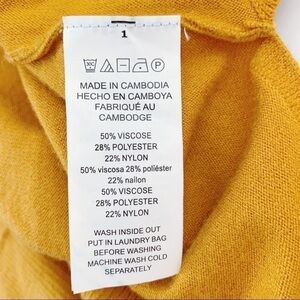 1
MADE IN CAMBODIA
HECHO EN CAMBOYA
FABRIQUÉ AU
CAMBODGE
50% VISCOSE
28% POLYESTER
22% NYLON
50% viscosa 28% poliéster
22% nailon
50% VISCOSE
28% POLYESTER
22% NYLON
WASH INSIDE OUT
PUT IN LAUNDRY BAG
BEFORE WASHING
MACHINE WASH COLD
SEPARATELY